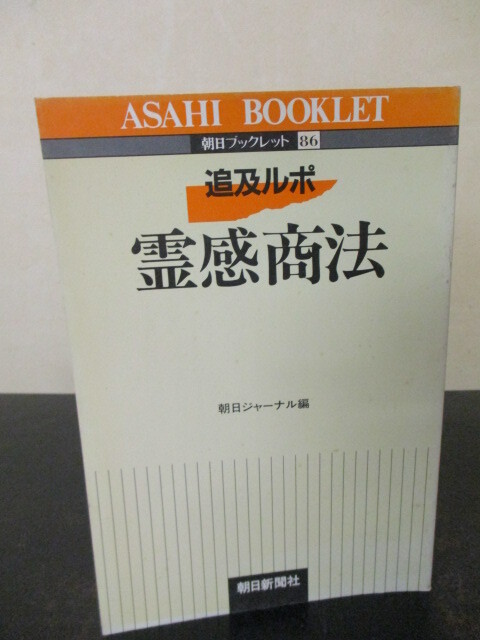 ASAHI BOOKLET
朝日ブックレット 86
追及ルポ
霊感商法
朝日ジャーナル編
朝日新聞社